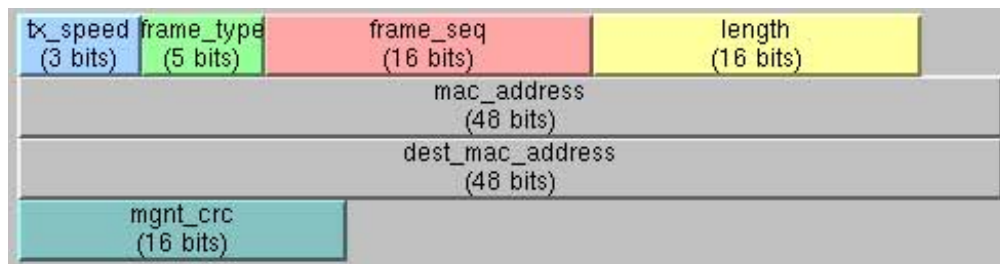 tx_speed frame_type frame_seq length
(3 bits) (5 bits) (16 bits) (16 bits)
mac_address
(48 bits)
dest_mac_address
(48 bits)
mgnt_crc
(16 bits)